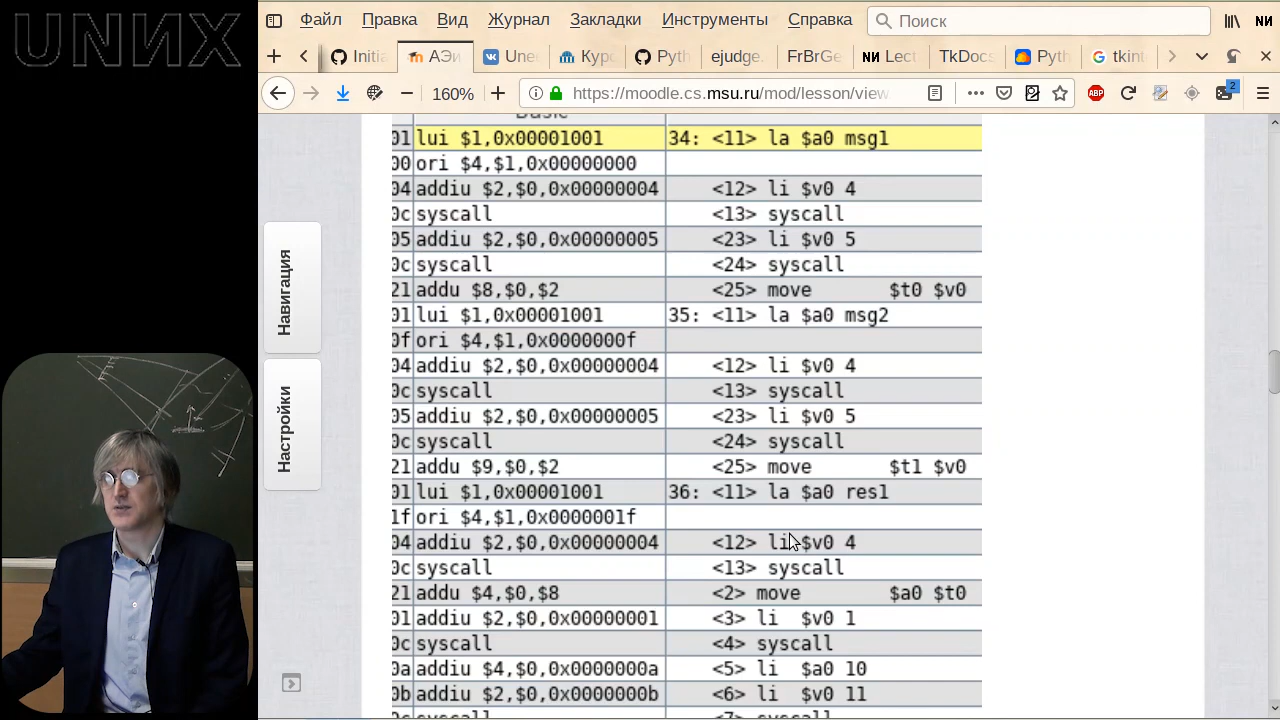 UNIX
Файл Правка Вид Журнал Закладки Инструменты Справка Поиск
Initia АЭи Unec Курс Pyth ejudge. FrBrGe Lect TkDocs Pyth tkint
160% https://moodle.cs.msu.ru/mod/lesson/view ABP 2
Навигация
Настройки
Basic
01 lui $1,0x00001001 34: <11> la $a0 msg1
00 ori $4,$1,0x00000000
04 addiu $2,$0,0x00000004 <12> li $v0 4
0c syscall <13> syscall
05 addiu $2,$0,0x00000005 <23> li $v0 5
0c syscall <24> syscall
21 addu $8,$0,$2 <25> move $t0 $v0
01 lui $1,0x00001001 35: <11> la $a0 msg2
0f ori $4,$1,0x0000000f
04 addiu $2,$0,0x00000004 <12> li $v0 4
0c syscall <13> syscall
05 addiu $2,$0,0x00000005 <23> li $v0 5
0c syscall <24> syscall
21 addu $9,$0,$2 <25> move $t1 $v0
01 lui $1,0x00001001 36: <11> la $a0 res1
1f ori $4,$1,0x0000001f
04 addiu $2,$0,0x00000004 <12> li $v0 4
0c syscall <13> syscall
21 addu $4,$0,$8 <2> move $a0 $t0
01 addiu $2,$0,0x00000001 <3> li $v0 1
0c syscall <4> syscall
0a addiu $4,$0,0x0000000a <5> li $a0 10
0b addiu $2,$0,0x0000000b <6> li $v0 11
0c syscall <7> syscall